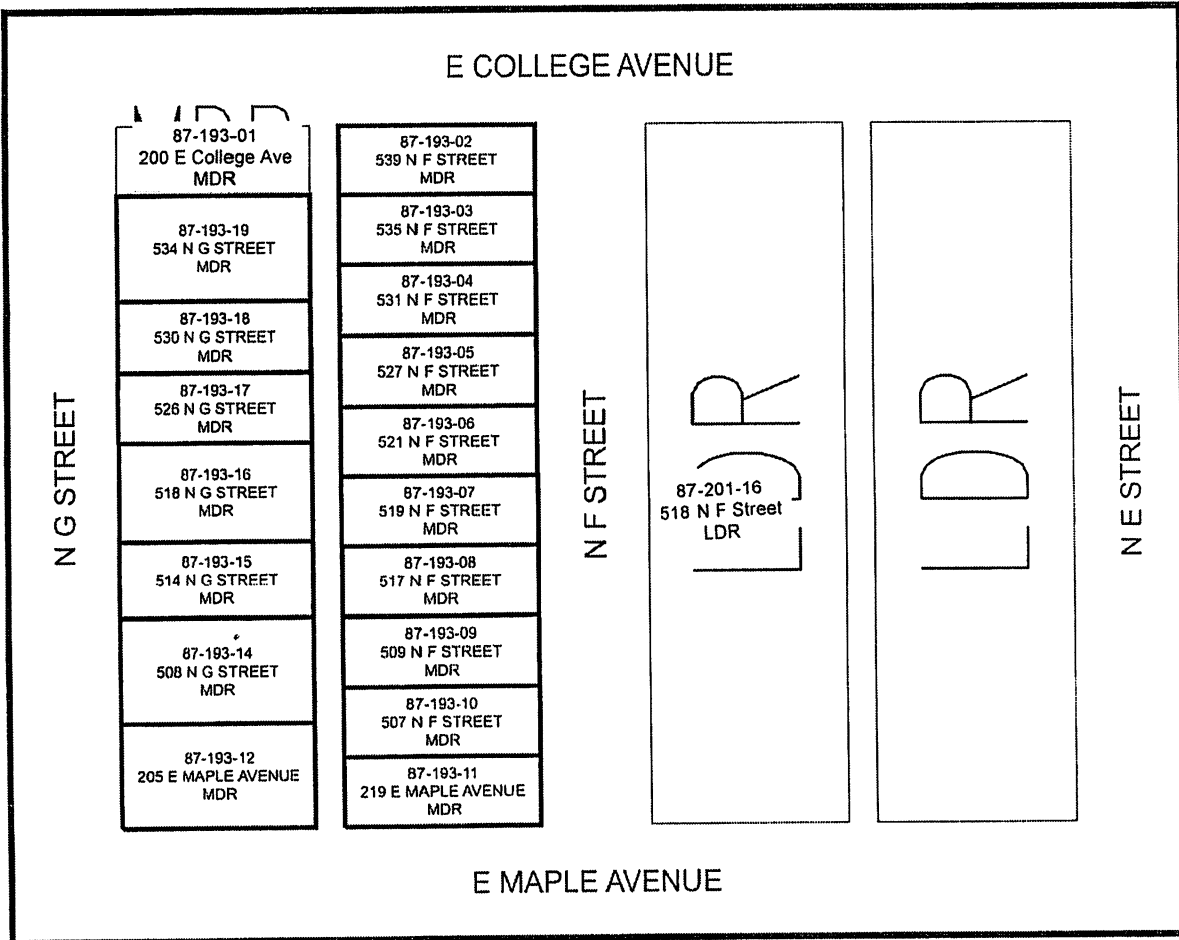 E COLLEGE AVENUE
MDR
87-193-01
200 E College Ave
MDR
87-193-19
534 N G STREET
MDR
87-193-18
530 N G STREET
MDR
87-193-17
526 N G STREET
MDR
87-193-16
518 N G STREET
MDR
87-193-15
514 N G STREET
MDR
87-193-14
508 N G STREET
MDR
87-193-12
205 E MAPLE AVENUE
MDR
87-193-02
539 N F STREET
MDR
87-193-03
535 N F STREET
MDR
87-193-04
531 N F STREET
MDR
87-193-05
527 N F STREET
MDR
87-193-06
521 N F STREET
MDR
87-193-07
519 N F STREET
MDR
87-193-08
517 N F STREET
MDR
87-193-09
509 N F STREET
MDR
87-193-10
507 N F STREET
MDR
87-193-11
219 E MAPLE AVENUE
MDR
N G STREET
N F STREET
LDR
87-201-16
518 N F Street
LDR
LDR
N E STREET
E MAPLE AVENUE